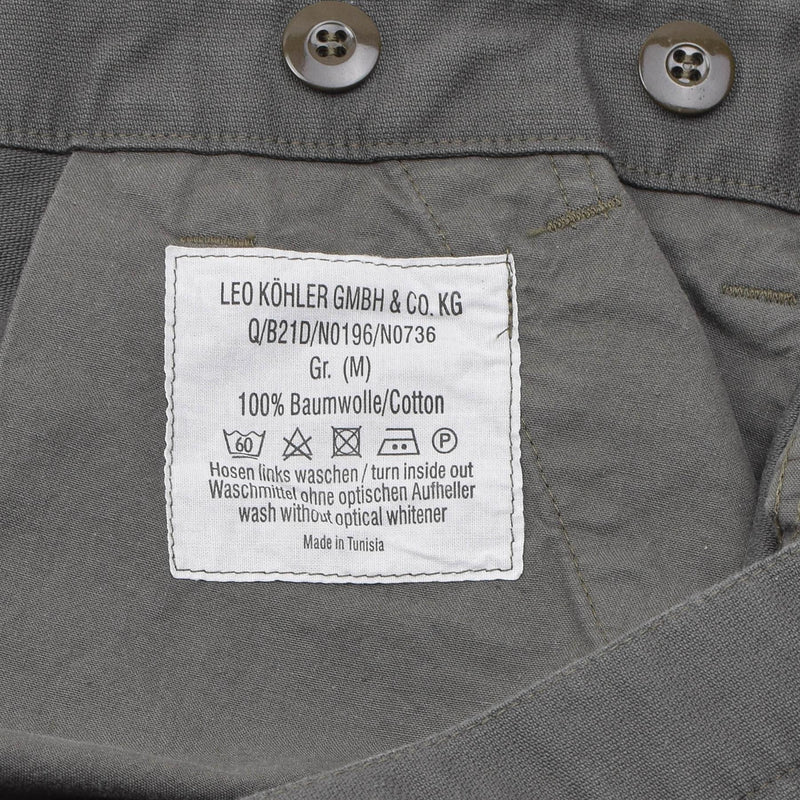 LEO KÖHLER GMBH & CO. KG
Q/B21D/N0196/N0736
Gr. (M)
100% Baumwolle/Cotton
60 P
Hosen links waschen / turn inside out
Waschmittel ohne optischen Aufheller
wash without optical whitener
Made in Tunisia